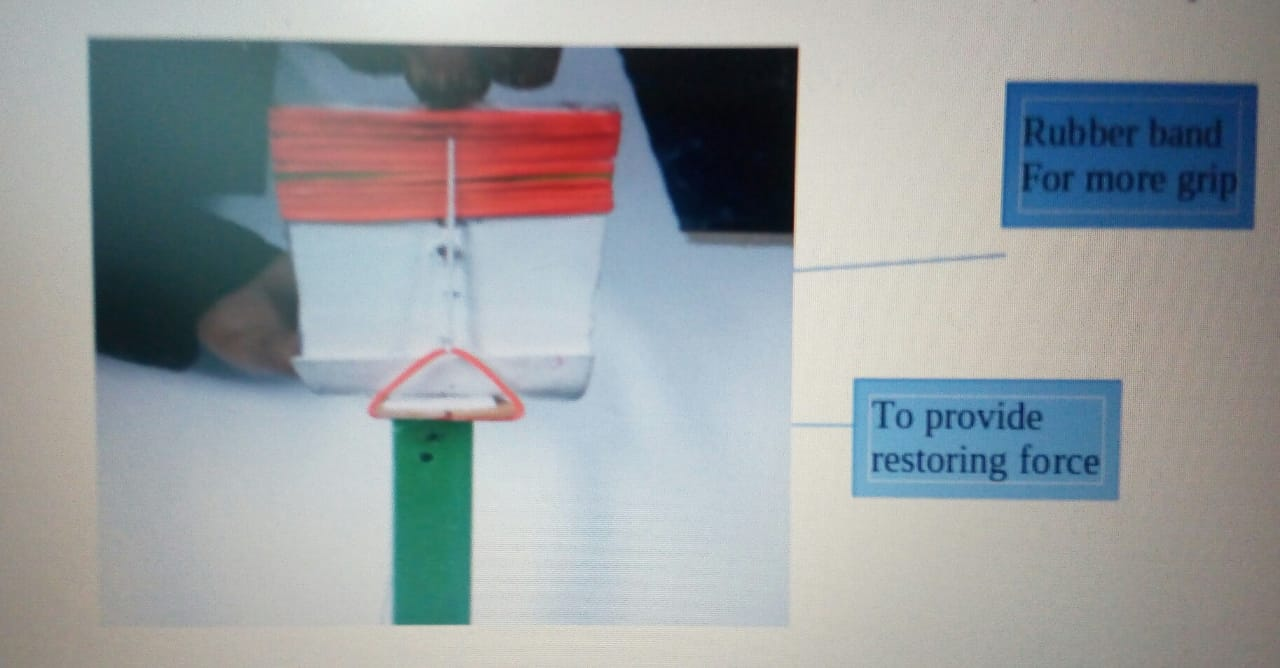 Rubber band
For more grip
To provide
restoring force